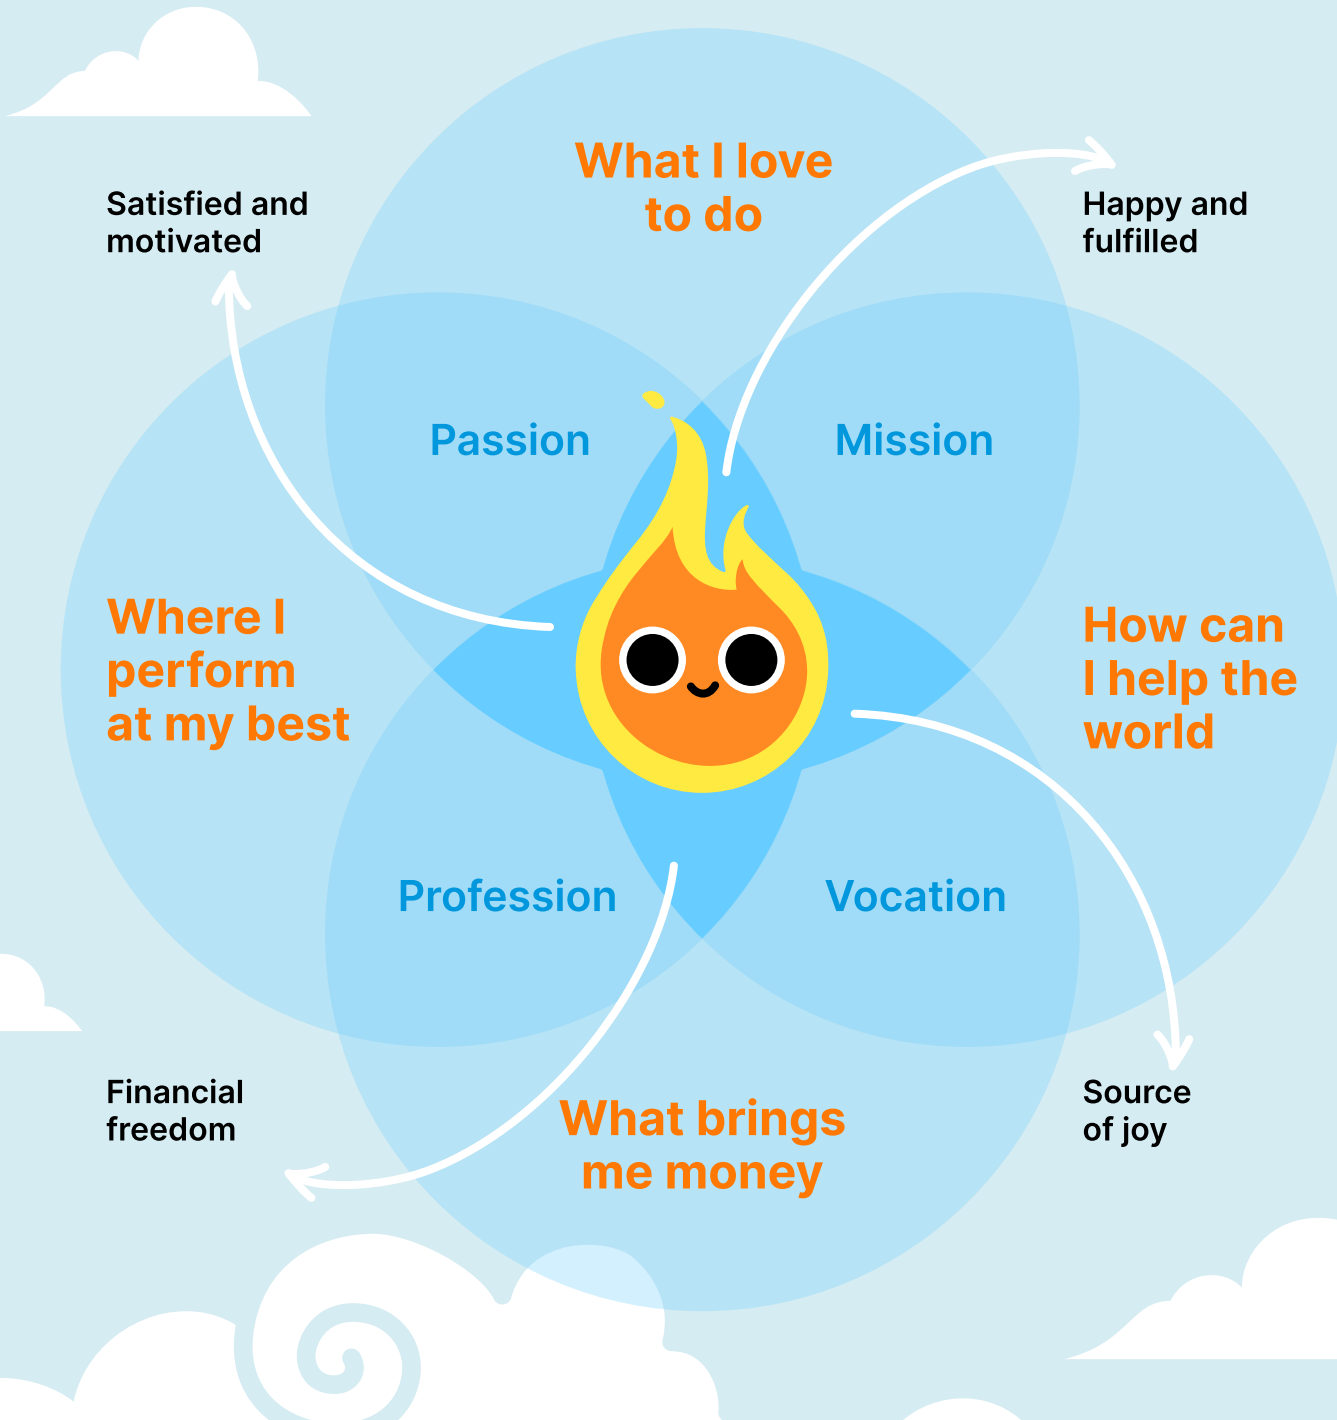 What I love
to do
Satisfied and
motivated
Happy and
fulfilled
Passion
Mission
Where I
perform
at my best
How can
I help the
world
Profession
Vocation
Financial
freedom
What brings
me money
Source
of joy